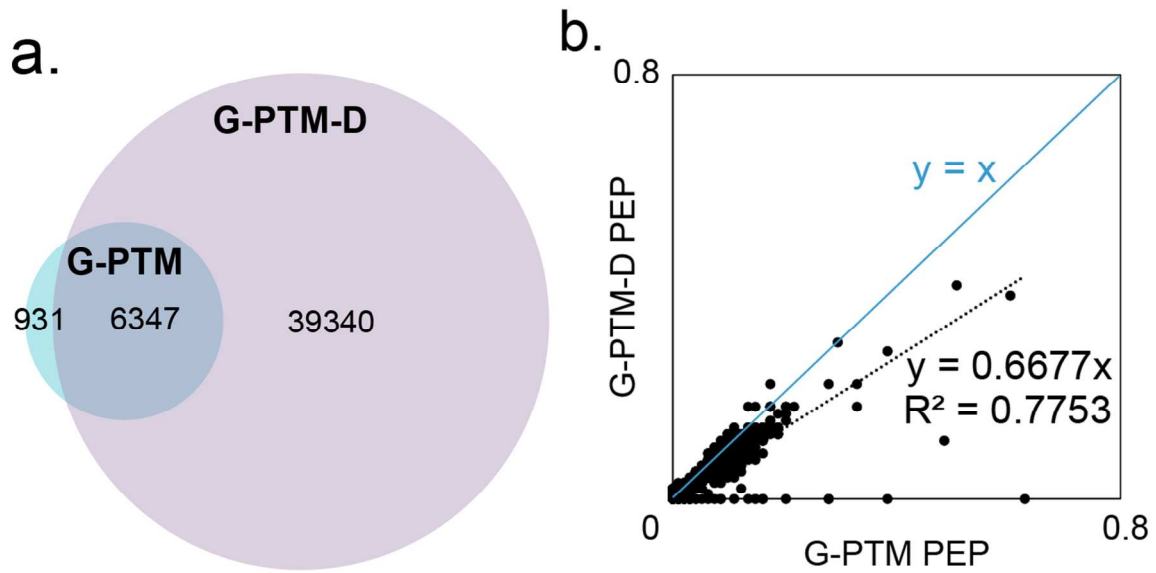 a.
G-PTM-D
G-PTM
931 6347 39340
b.
0.8
y = x
G-PTM-D PEP
y = 0.6677x
R² = 0.7753
0 0.8
G-PTM PEP